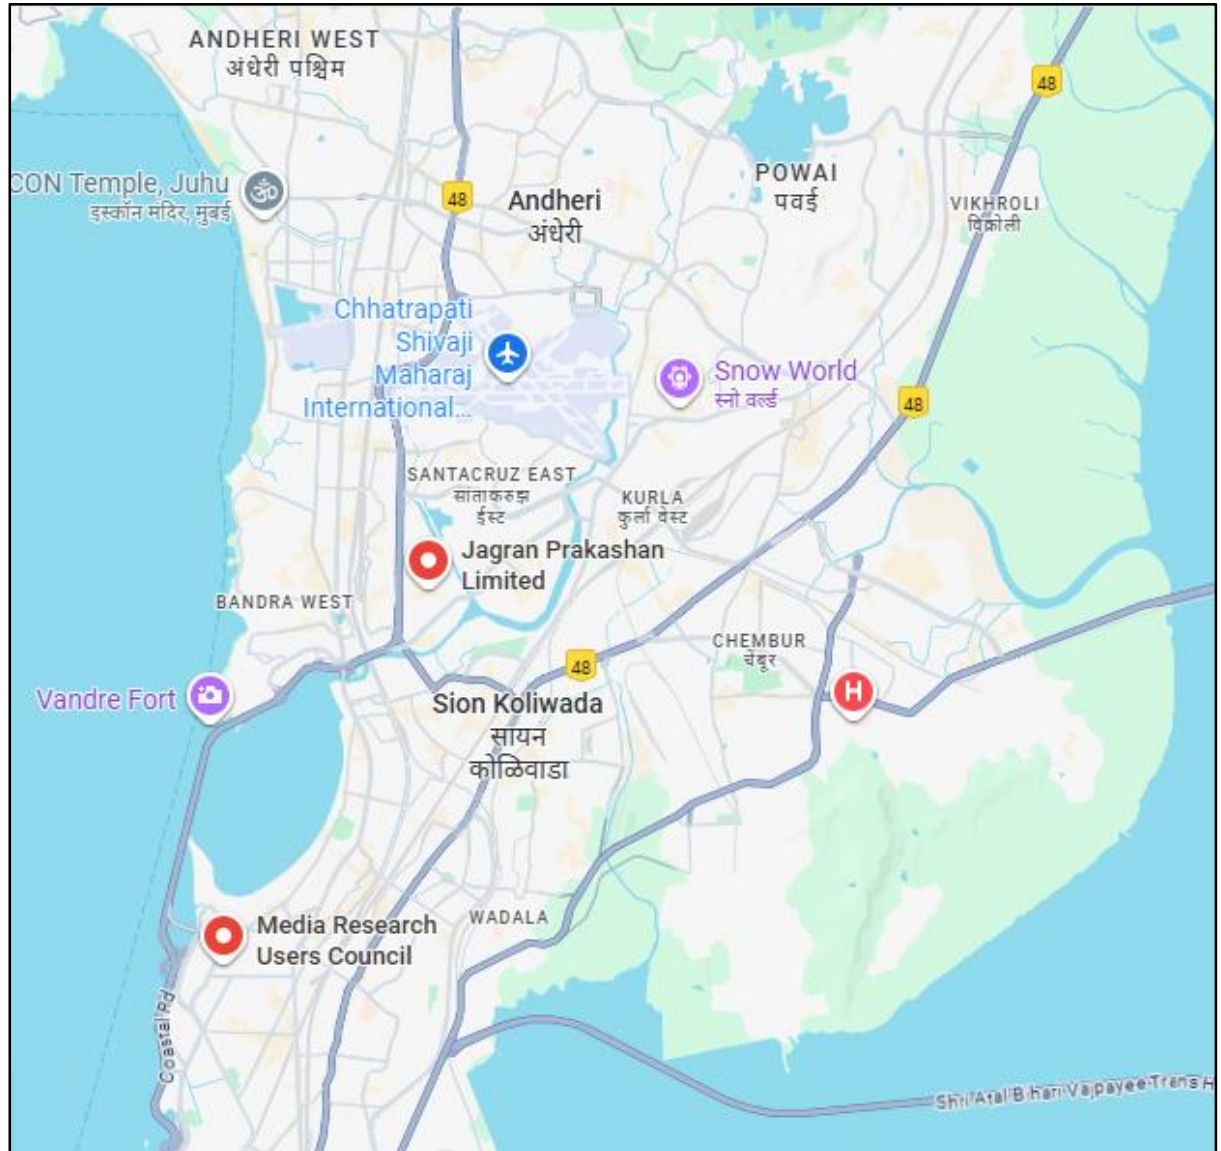 ANDHERI WEST
अंधेरी पश्चिम
48
CON Temple, Juhu
इस्कॉन मंदिर, मुंबई
48
Andheri
अंधेरी
POWAI
पवई
VIKHROLI
विक्रोली
Chhatrapati
Shivaji
Maharaj
International...
Snow World
स्नो वर्ल्ड
48
SANTACRUZ EAST
सांताक्रुझ
ईस्ट
KURLA
कुर्ला वेस्ट
Jagran Prakashan
Limited
BANDRA WEST
CHEMBUR
चेंबूर
48
H
Vandre Fort
Sion Koliwada
सायन
कोळिवाडा
Media Research
Users Council
WADALA
Coastal Rd
Shri Atal Bihari Vajpayee Trans H